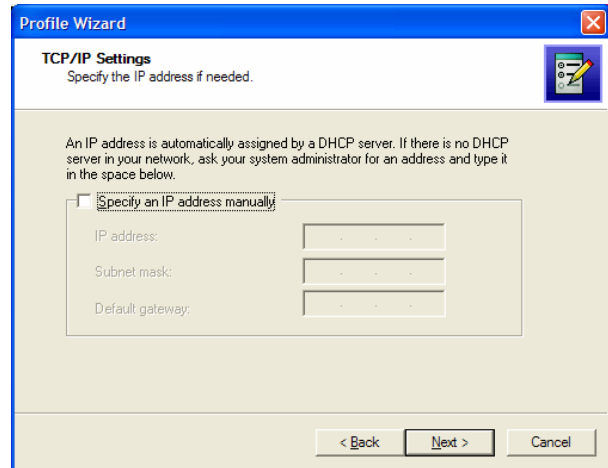 Profile Wizard
TCP/IP Settings
Specify the IP address if needed.
An IP address is automatically assigned by a DHCP server. If there is no DHCP
server in your network, ask your system administrator for an address and type it
in the space below.
Specify an IP address manually
IP address:
Subnet mask:
Default gateway:
< Back
Next >
Cancel